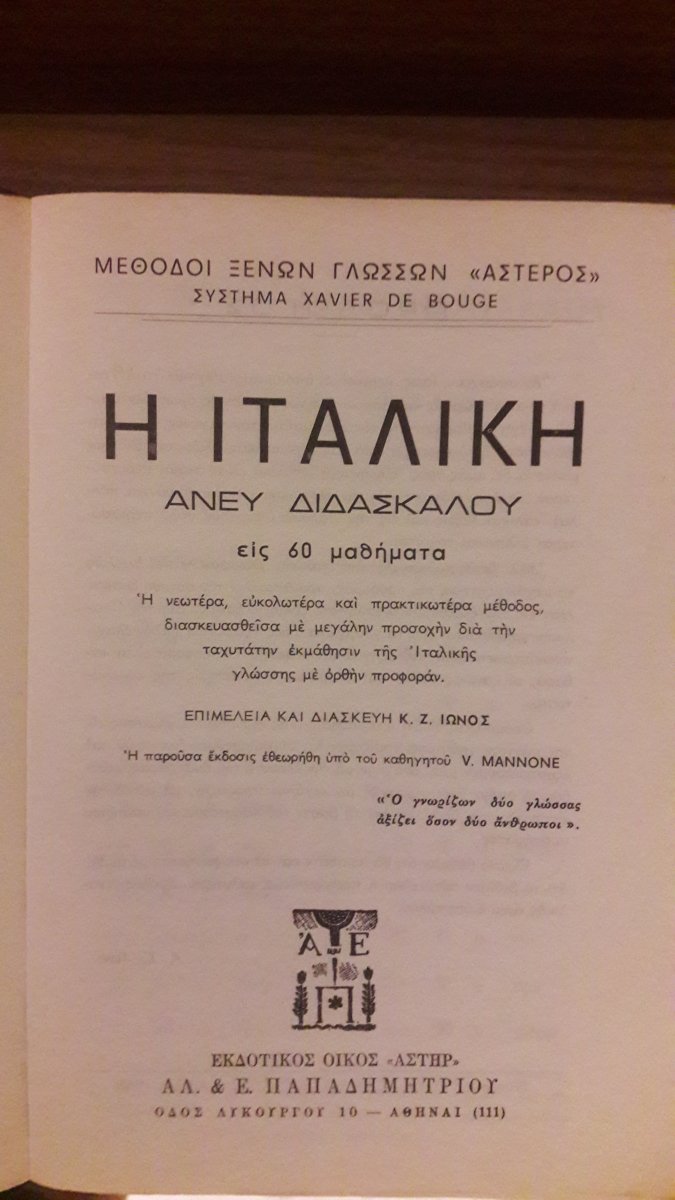 ΜΕΘΟΔΟΙ ΞΕΝΩΝ ΓΛΩΣΣΩΝ «ΑΣΤΕΡΟΣ»
ΣΥΣΤΗΜΑ XAVIER DE BOUGE
Η ΙΤΑΛΙΚΗ
ΑΝΕΥ ΔΙΔΑΣΚΑΛΟΥ
εἰς 60 μαθήματα
Ἡ νεωτέρα, εὐκολωτέρα καὶ πρακτικωτέρα μέθοδος,
διασκευασθεῖσα μὲ μεγάλην προσοχὴν διὰ τὴν
ταχυτάτην ἐκμάθησιν τῆς Ἰταλικῆς
γλώσσης μὲ ὀρθὴν προφοράν.
ΕΠΙΜΕΛΕΙΑ ΚΑΙ ΔΙΑΣΚΕΥΗ Κ. Ζ. ΙΩΝΟΣ
Ἡ παροῦσα ἔκδοσις ἐθεωρήθη ὑπὸ τοῦ καθηγητοῦ V. MANNONE
«Ὁ γνωρίζων δύο γλώσσας
ἀξίζει ὅσον δύο ἄνθρωποι».
Ἀ Ε
Π
ΕΚΔΟΤΙΚΟΣ ΟΙΚΟΣ «ΑΣΤΗΡ»
ΑΛ. & Ε. ΠΑΠΑΔΗΜΗΤΡΙΟΥ
ΟΔΟΣ ΛΥΚΟΥΡΓΟΥ 10 — ΑΘΗΝΑΙ (111)